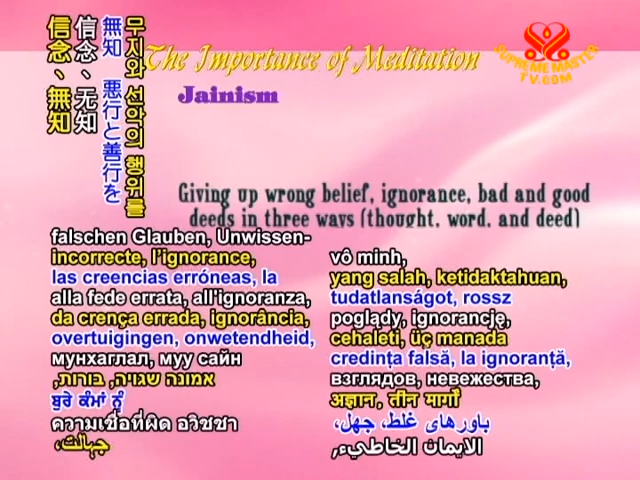 The Importance of Meditation
SUPREME MASTER
TV.COM
Jainism
信念、無知
信念、无知
無知 悪行と善行を
무지와 선악의 행위를
Giving up wrong belief, ignorance, bad and good
deeds in three ways (thought, word, and deed)
falschen Glauben, Unwissen-
incorrecte, l'ignorance,
las creencias erróneas, la
alla fede errata, all'ignoranza,
da crença errada, ignorância,
overtuigingen, onwetendheid,
мунхаглал, муу сайн
אמונה שגויה, בורות,
ਬੁਰੇ ਕੰਮਾਂ ਨੂੰ
ความเชื่อที่ผิด อวิชชา
جہالت،
vô minh,
yang salah, ketidaktahuan,
tudatlanságot, rossz
poglądy, ignorancję,
cehaleti, üç manada
credinţa falsă, la ignoranţă,
взглядов, невежества,
अज्ञान, तीन मार्गों
باورهای غلط، جهل،
الايمان الخاطيء,